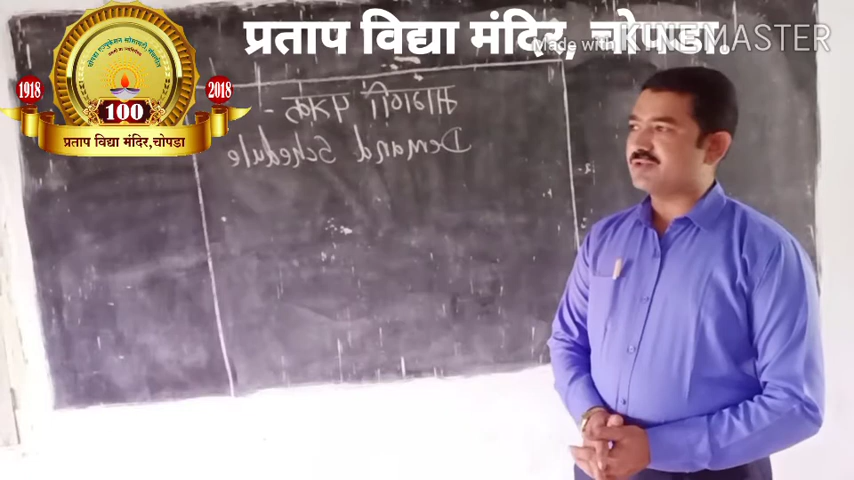 प्रताप विद्या मंदिर, चोपडा.
Made with KINEMASTER
1918
2018
100
प्रताप विद्या मंदिर,चोपडा
मागणी पत्रक -
Demand Schedule